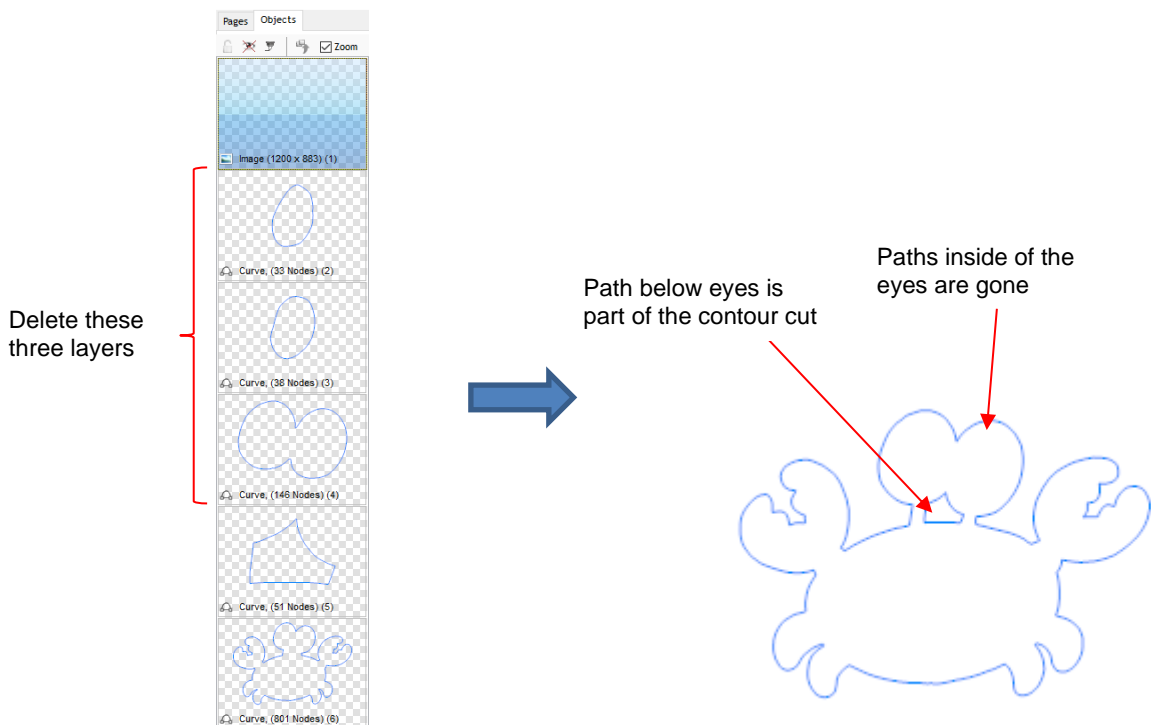 Pages Objects
Zoom
Image (1200 x 883) (1)
Curve, (33 Nodes) (2)
Curve, (38 Nodes) (3)
Curve, (146 Nodes) (4)
Curve, (51 Nodes) (5)
Curve, (801 Nodes) (6)
Delete these
three layers
Path below eyes is
part of the contour cut
Paths inside of the
eyes are gone